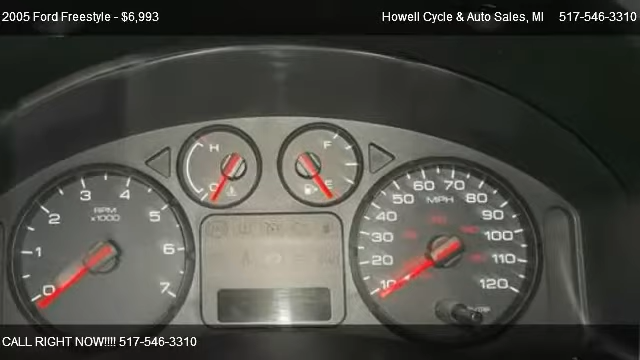 2005 Ford Freestyle - $6,993
Howell Cycle & Auto Sales, MI 517-546-3310
H
C
F
E
0 1 2 3 4 5 6 7
RPM
x1000
10 20 30 40 50 60 70 80 90 100 110 120
MPH
CALL RIGHT NOW!!!! 517-546-3310